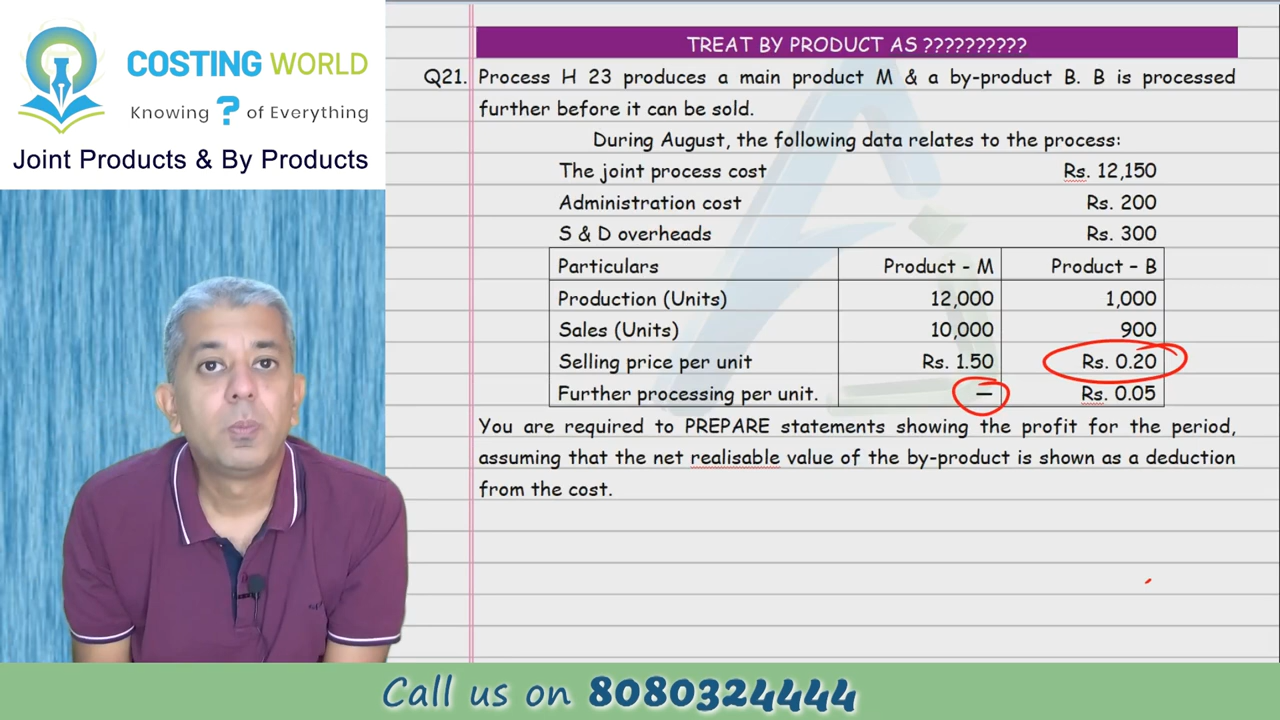 COSTING WORLD
Knowing ? of Everything
Joint Products & By Products
TREAT BY PRODUCT AS ??????????
Q21. Process H 23 produces a main product M & a by-product B. B is processed
further before it can be sold.
During August, the following data relates to the process:
The joint process cost Rs. 12,150
Administration cost Rs. 200
S & D overheads Rs. 300
Particulars Product - M Product – B
Production (Units) 12,000 1,000
Sales (Units) 10,000 900
Selling price per unit Rs. 1.50 Rs. 0.20
Further processing per unit. — Rs. 0.05
You are required to PREPARE statements showing the profit for the period,
assuming that the net realisable value of the by-product is shown as a deduction
from the cost.
Call us on 8080324444